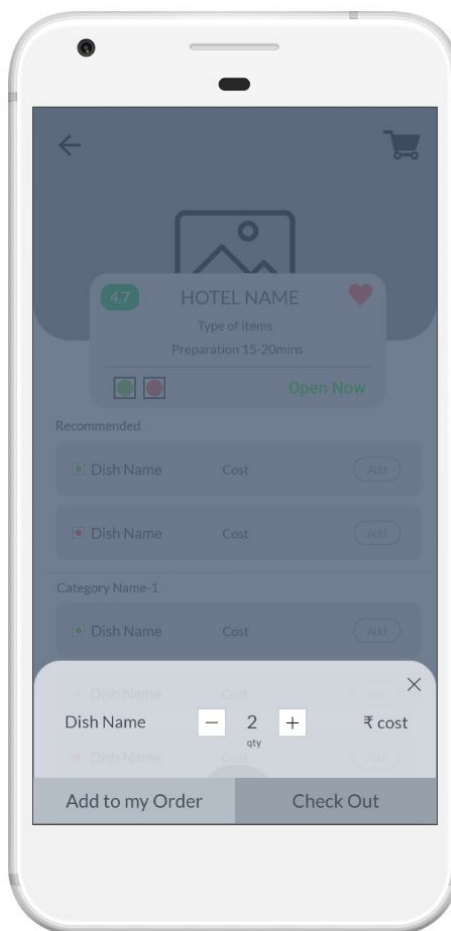 4.7 HOTEL NAME
Type of items
Preparation 15-20mins
Open Now
Recommended
Dish Name Cost Add
Dish Name Cost Add
Category Name-1
Dish Name Cost Add
Dish Name Cost Add
Dish Name - 2 + ₹ cost
qty
Dish Name Cost Add
Add to my Order Check Out